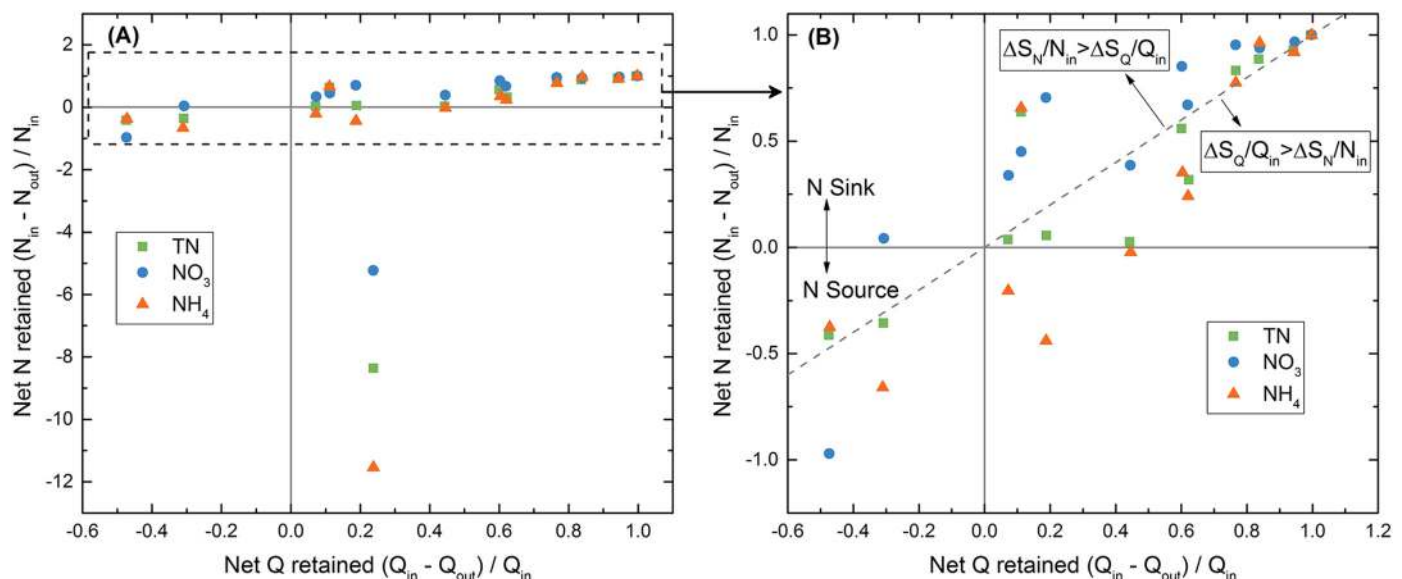 (A)
2
0
-2
-4
-6
-8
-10
-12
Net N retained (N_in - N_out) / N_in
TN
NO₃
NH₄
-0.6 -0.4 -0.2 0.0 0.2 0.4 0.6 0.8 1.0
Net Q retained (Q_in - Q_out) / Q_in
(B)
1.0
0.5
0.0
-0.5
-1.0
Net N retained (N_in - N_out) / N_in
ΔS_N/N_in>ΔS_Q/Q_in
ΔS_Q/Q_in>ΔS_N/N_in
N Sink
N Source
TN
NO₃
NH₄
-0.6 -0.4 -0.2 0.0 0.2 0.4 0.6 0.8 1.0 1.2
Net Q retained (Q_in - Q_out) / Q_in